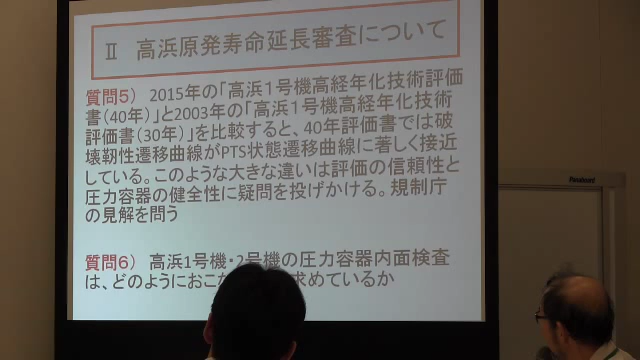 Ⅱ 高浜原発寿命延長審査について
質問5） 2015年の「高浜１号機高経年化技術評価
書（40年）」と2003年の「高浜１号機高経年化技術
評価書（30年）」を比較すると、40年評価書では破
壊靭性遷移曲線がPTS状態遷移曲線に著しく接近
している。このような大きな違いは評価の信頼性と
圧力容器の健全性に疑問を投げかける。規制庁
の見解を問う
質問６） 高浜1号機・2号機の圧力容器内面検査
は、どのようにおこな 求めているか